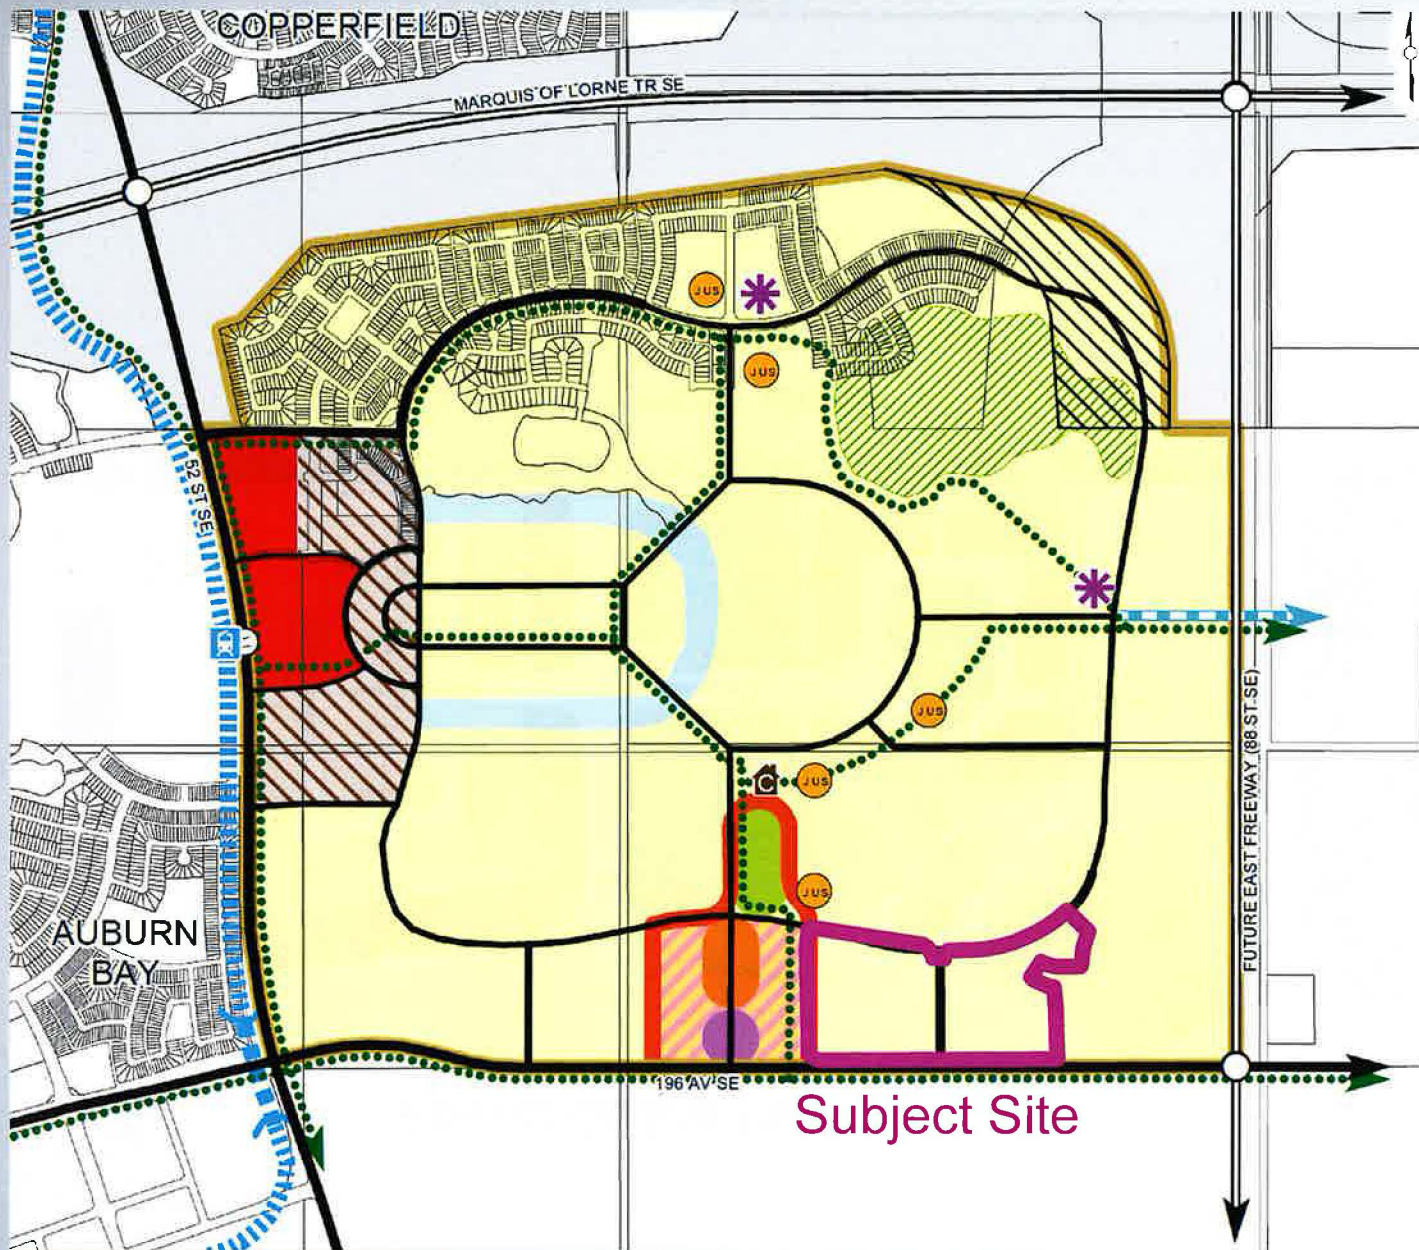 COPPERFIELD
MARQUIS OF LORNE TR SE
JUS
JUS
52 ST SE
JUS
FUTURE EAST FREEWAY (88 ST SE)
C
JUS
JUS
AUBURN
BAY
196 AV SE
Subject Site